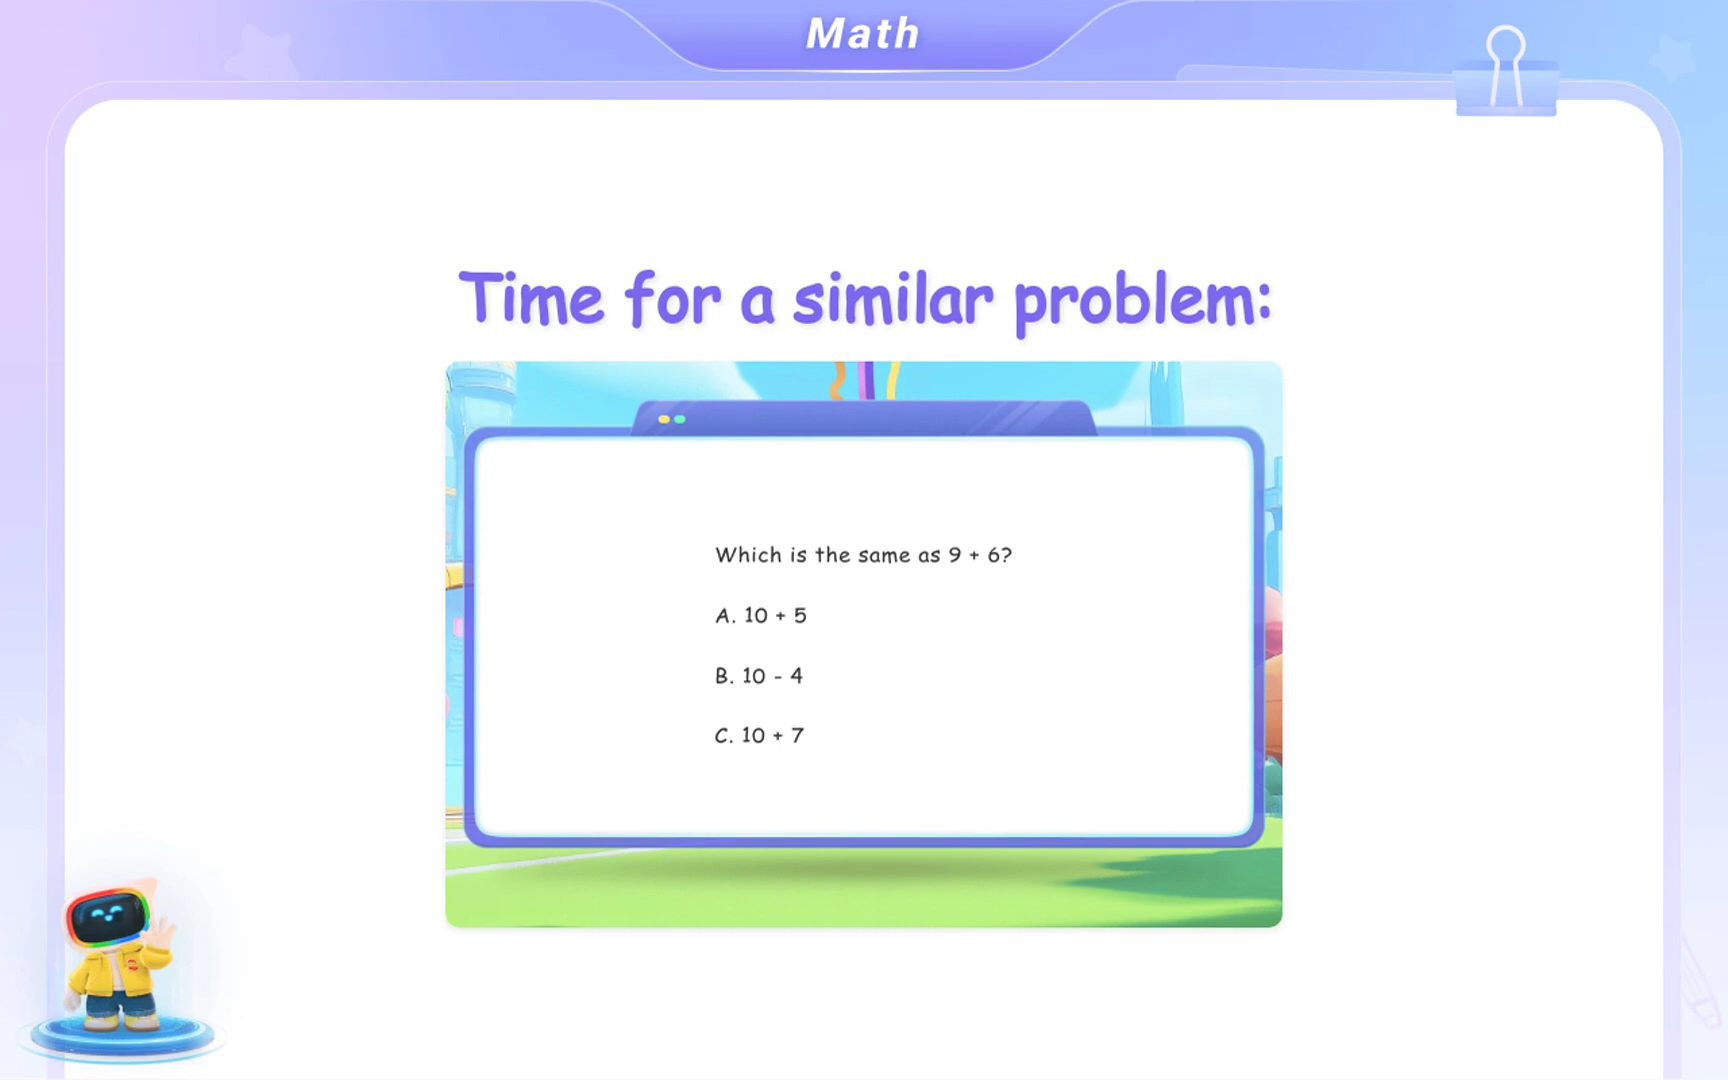 Math
Time for a similar problem:
Which is the same as 9 + 6?
A. 10 + 5
B. 10 - 4
C. 10 + 7